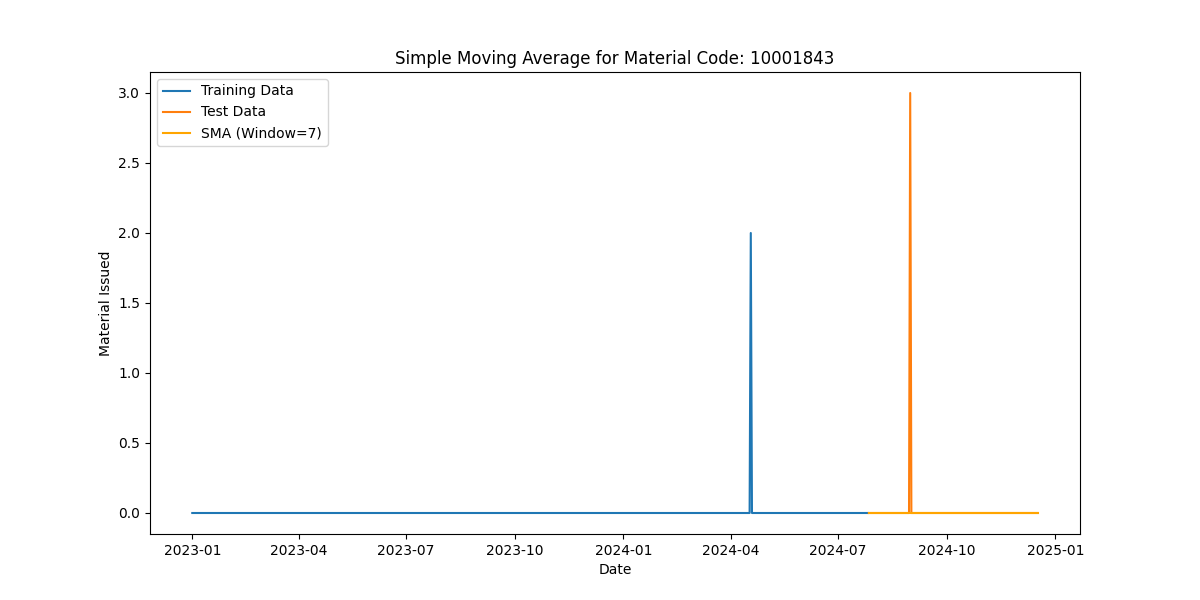 Simple Moving Average for Material Code: 10001843
Training Data
Test Data
SMA (Window=7)
3.0
2.5
2.0
1.5
1.0
0.5
0.0
Material Issued
2023-01 2023-04 2023-07 2023-10 2024-01 2024-04 2024-07 2024-10 2025-01
Date